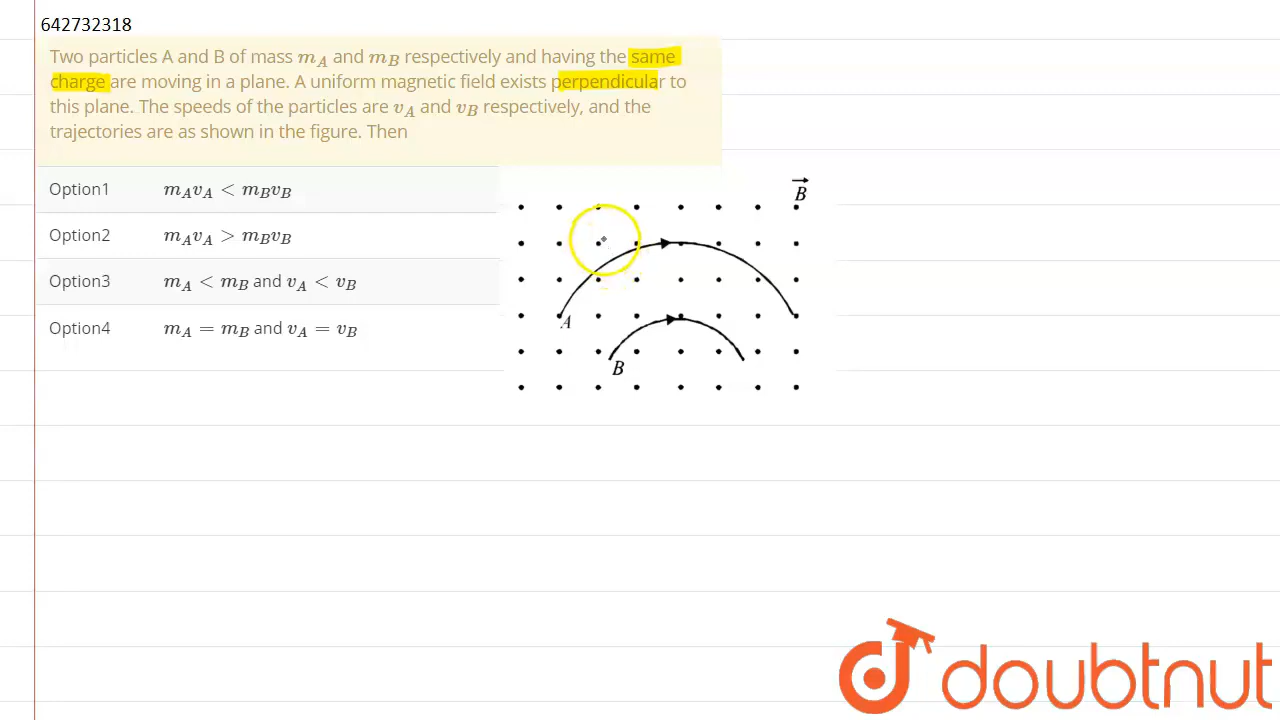 642732318
Two particles A and B of mass m_A and m_B respectively and having the same
charge are moving in a plane. A uniform magnetic field exists perpendicular to
this plane. The speeds of the particles are v_A and v_B respectively, and the
trajectories are as shown in the figure. Then
Option1 m_A v_A < m_B v_B
Option2 m_A v_A > m_B v_B
Option3 m_A < m_B and v_A < v_B
Option4 m_A = m_B and v_A = v_B
B⃗
A
B
doubtnut